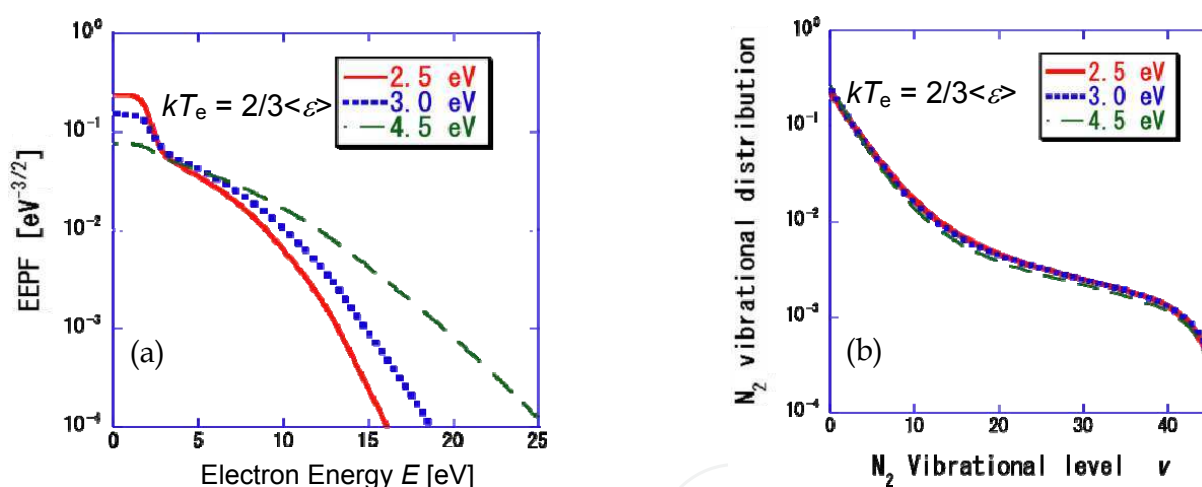 10⁰
10⁻¹
10⁻²
10⁻³
10⁻⁴
EEPF [eV⁻³/²]
kTₑ = 2/3<ε>
2.5 eV
3.0 eV
4.5 eV
(a)
0 5 10 15 20 25
Electron Energy E [eV]
10⁰
10⁻¹
10⁻²
10⁻³
10⁻⁴
N₂ vibrational distribution
kTₑ = 2/3<ε>
2.5 eV
3.0 eV
4.5 eV
(b)
0 10 20 30 40
N₂ Vibrational level v